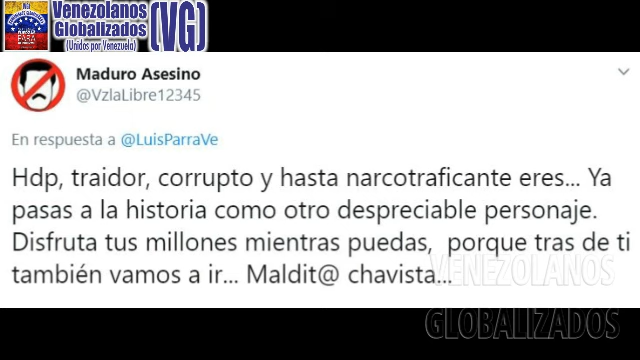 Venezolanos
Globalizados
(Unidos por Venezuela)
(VG)
Maduro Asesino
@VzlaLibre12345
En respuesta a @LuisParraVe
Hdp, traidor, corrupto y hasta narcotraficante eres... Ya
pasas a la historia como otro despreciable personaje.
Disfruta tus millones mientras puedas, porque tras de ti
también vamos a ir... Maldit@ chavista...
VENEZOLANOS
GLOBALIZADOS